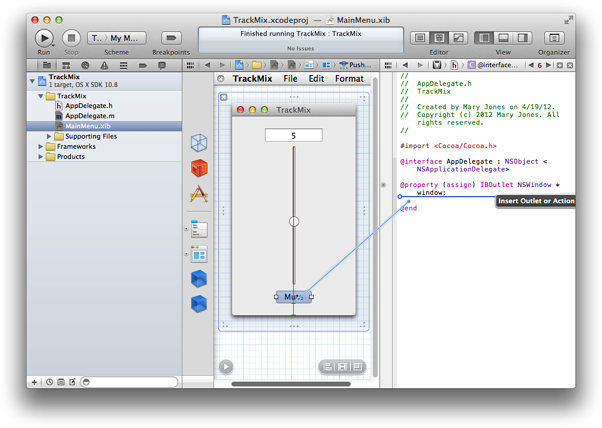 TrackMix.xcodeproj — MainMenu.xib
Run
Stop
T... › My M...
Scheme
Breakpoints
Finished running TrackMix : TrackMix
No Issues
Editor
View
Organizer
Push...
@interface...
6
TrackMix
1 target, OS X SDK 10.8
TrackMix
AppDelegate.h
AppDelegate.m
MainMenu.xib
Supporting Files
Frameworks
Products
TrackMix File Edit Format
TrackMix
5
Mute
//
// AppDelegate.h
// TrackMix
//
// Created by Mary Jones on 4/19/12.
// Copyright (c) 2012 Mary Jones. All
rights reserved.
//
#import <Cocoa/Cocoa.h>
@interface AppDelegate : NSObject <
NSApplicationDelegate>
@property (assign) IBOutlet NSWindow *
window;
Insert Outlet or Action
@end